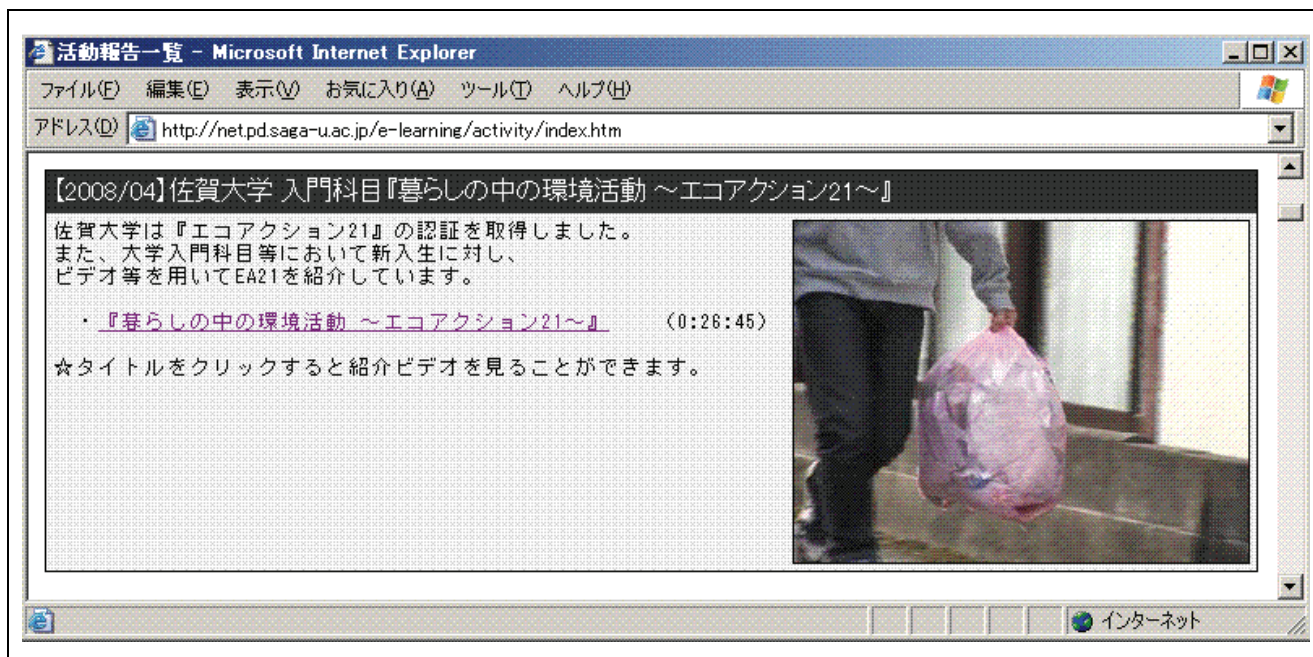 活動報告一覧 - Microsoft Internet Explorer
ファイル(F) 編集(E) 表示(V) お気に入り(A) ツール(T) ヘルプ(H)
アドレス(D) http://net.pd.saga-u.ac.jp/e-learning/activity/index.htm
【2008/04】佐賀大学 入門科目『暮らしの中の環境活動 ～エコアクション21～』
佐賀大学は『エコアクション21』の認証を取得しました。
また、大学入門科目等において新入生に対し、
ビデオ等を用いてEA21を紹介しています。
・『暮らしの中の環境活動 ～エコアクション21～』 (0:26:45)
☆タイトルをクリックすると紹介ビデオを見ることができます。
インターネット